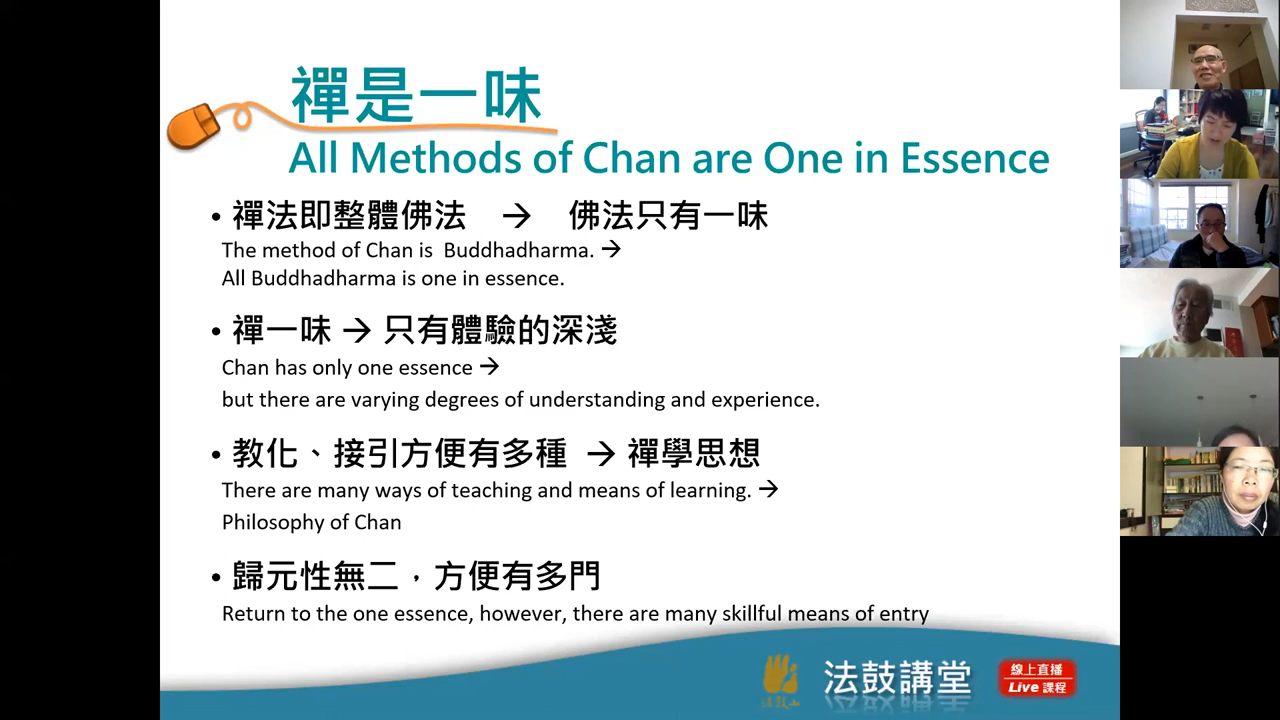 禪是一味
All Methods of Chan are One in Essence
• 禪法即整體佛法 → 佛法只有一味
The method of Chan is Buddhadharma. →
All Buddhadharma is one in essence.
• 禪一味 → 只有體驗的深淺
Chan has only one essence →
but there are varying degrees of understanding and experience.
• 教化、接引方便有多種 → 禪學思想
There are many ways of teaching and means of learning. →
Philosophy of Chan
• 歸元性無二，方便有多門
Return to the one essence, however, there are many skillful means of entry
法鼓山
法鼓講堂
線上直播
Live 課程